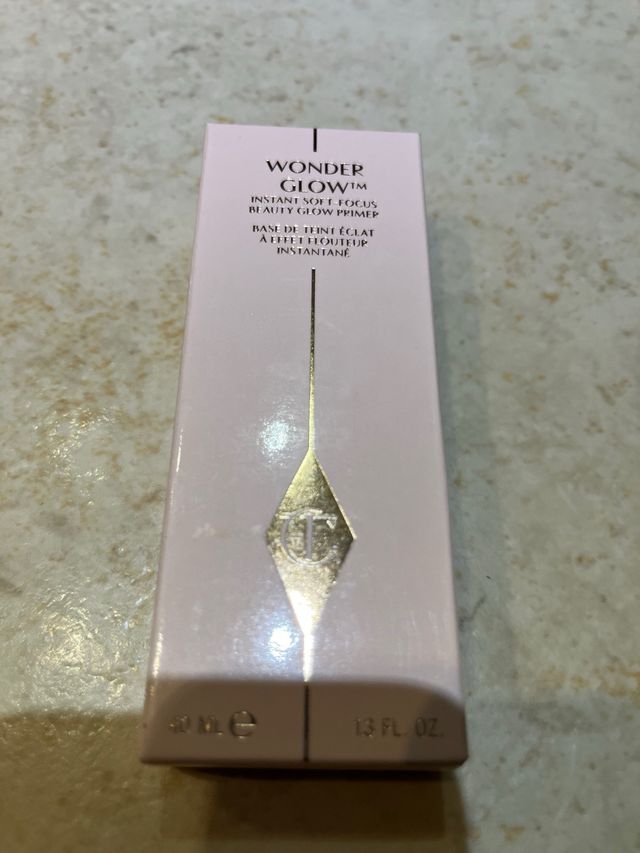 WONDER
GLOW™
INSTANT SOFT-FOCUS
BEAUTY GLOW PRIMER
BASE DE TEINT ÉCLAT
À EFFET FLOUTEUR
INSTANTANÉ
CT
40 ML ℮ 1.3 FL. OZ.